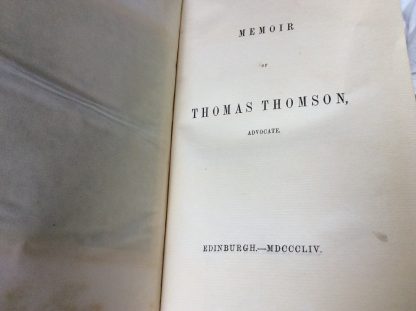 MEMOIR
OF
THOMAS THOMSON,
ADVOCATE.
EDINBURGH.—MDCCCLIV.